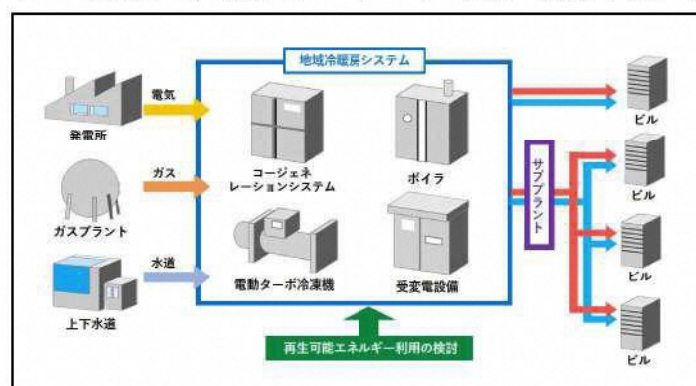 地域冷暖房システム
電気
発電所
ガス
ガスプラント
水道
上下水道
コージェネ
レーションシステム
ボイラ
電動ターボ冷凍機
受変電設備
サブプラント
ビル
ビル
ビル
ビル
再生可能エネルギー利用の検討